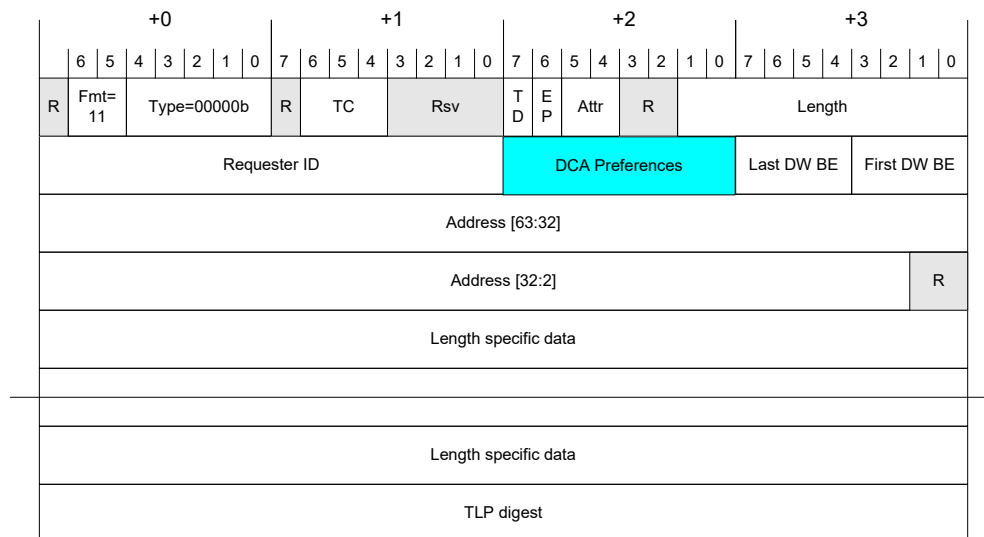 +0 +1 +2 +3
6 5 4 3 2 1 0 7 6 5 4 3 2 1 0 7 6 5 4 3 2 1 0 7 6 5 4 3 2 1 0
R Fmt= 11 Type=00000b R TC Rsv T D E P Attr R Length
Requester ID DCA Preferences Last DW BE First DW BE
Address [63:32]
Address [32:2] R
Length specific data
Length specific data
TLP digest